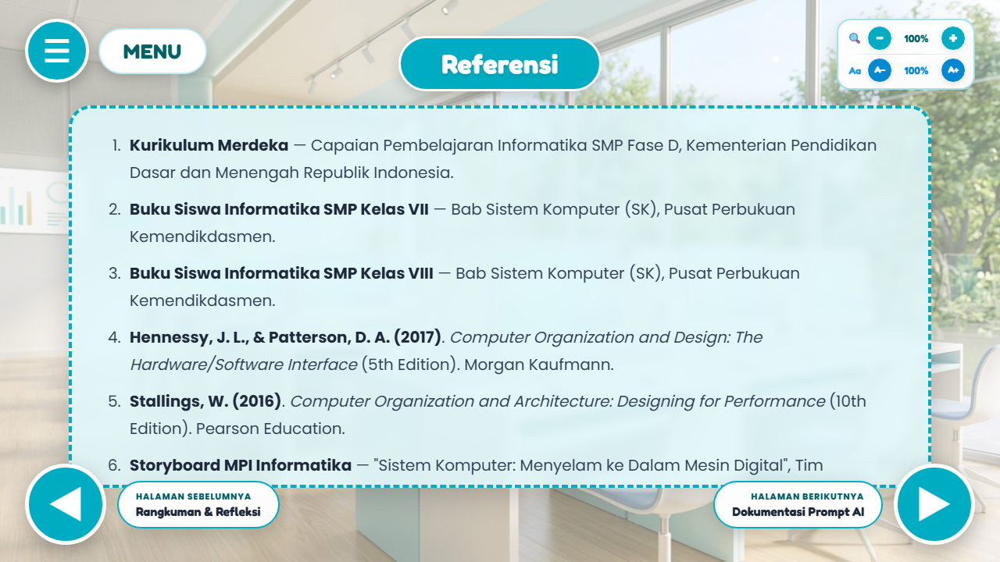 ☰
MENU
Referensi
🔍 − 100% +
Aa A− 100% A+
1. Kurikulum Merdeka — Capaian Pembelajaran Informatika SMP Fase D, Kementerian Pendidikan
Dasar dan Menengah Republik Indonesia.
2. Buku Siswa Informatika SMP Kelas VII — Bab Sistem Komputer (SK), Pusat Perbukuan
Kemendikdasmen.
3. Buku Siswa Informatika SMP Kelas VIII — Bab Sistem Komputer (SK), Pusat Perbukuan
Kemendikdasmen.
4. Hennessy, J. L., & Patterson, D. A. (2017). Computer Organization and Design: The
Hardware/Software Interface (5th Edition). Morgan Kaufmann.
5. Stallings, W. (2016). Computer Organization and Architecture: Designing for Performance (10th
Edition). Pearson Education.
6. Storyboard MPI Informatika — "Sistem Komputer: Menyelam ke Dalam Mesin Digital", Tim
◀
HALAMAN SEBELUMNYA
Rangkuman & Refleksi
HALAMAN BERIKUTNYA
Dokumentasi Prompt AI
▶